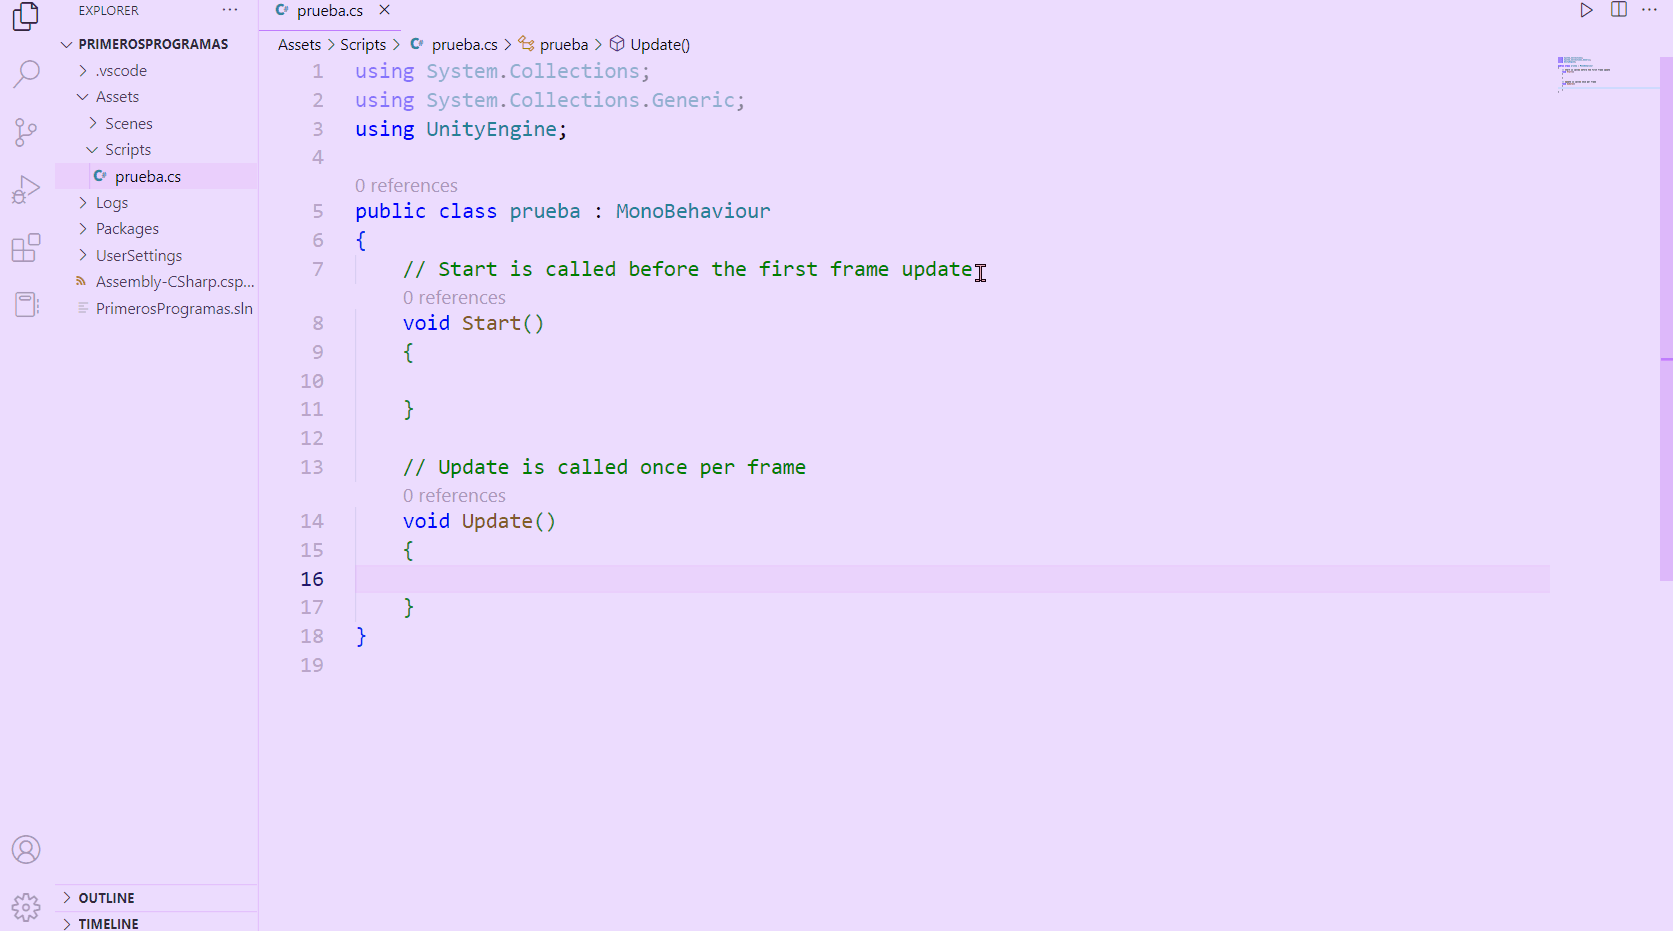 EXPLORER
PRIMEROSPROGRAMAS
.vscode
Assets
Scenes
Scripts
prueba.cs
Logs
Packages
UserSettings
Assembly-CSharp.csp...
PrimerosProgramas.sln
OUTLINE
TIMELINE
prueba.cs
Assets > Scripts > prueba.cs > prueba > Update()
1 using System.Collections;
2 using System.Collections.Generic;
3 using UnityEngine;
4
0 references
5 public class prueba : MonoBehaviour
6 {
7 // Start is called before the first frame update
0 references
8 void Start()
9 {
10
11 }
12
13 // Update is called once per frame
0 references
14 void Update()
15 {
16
17 }
18 }
19